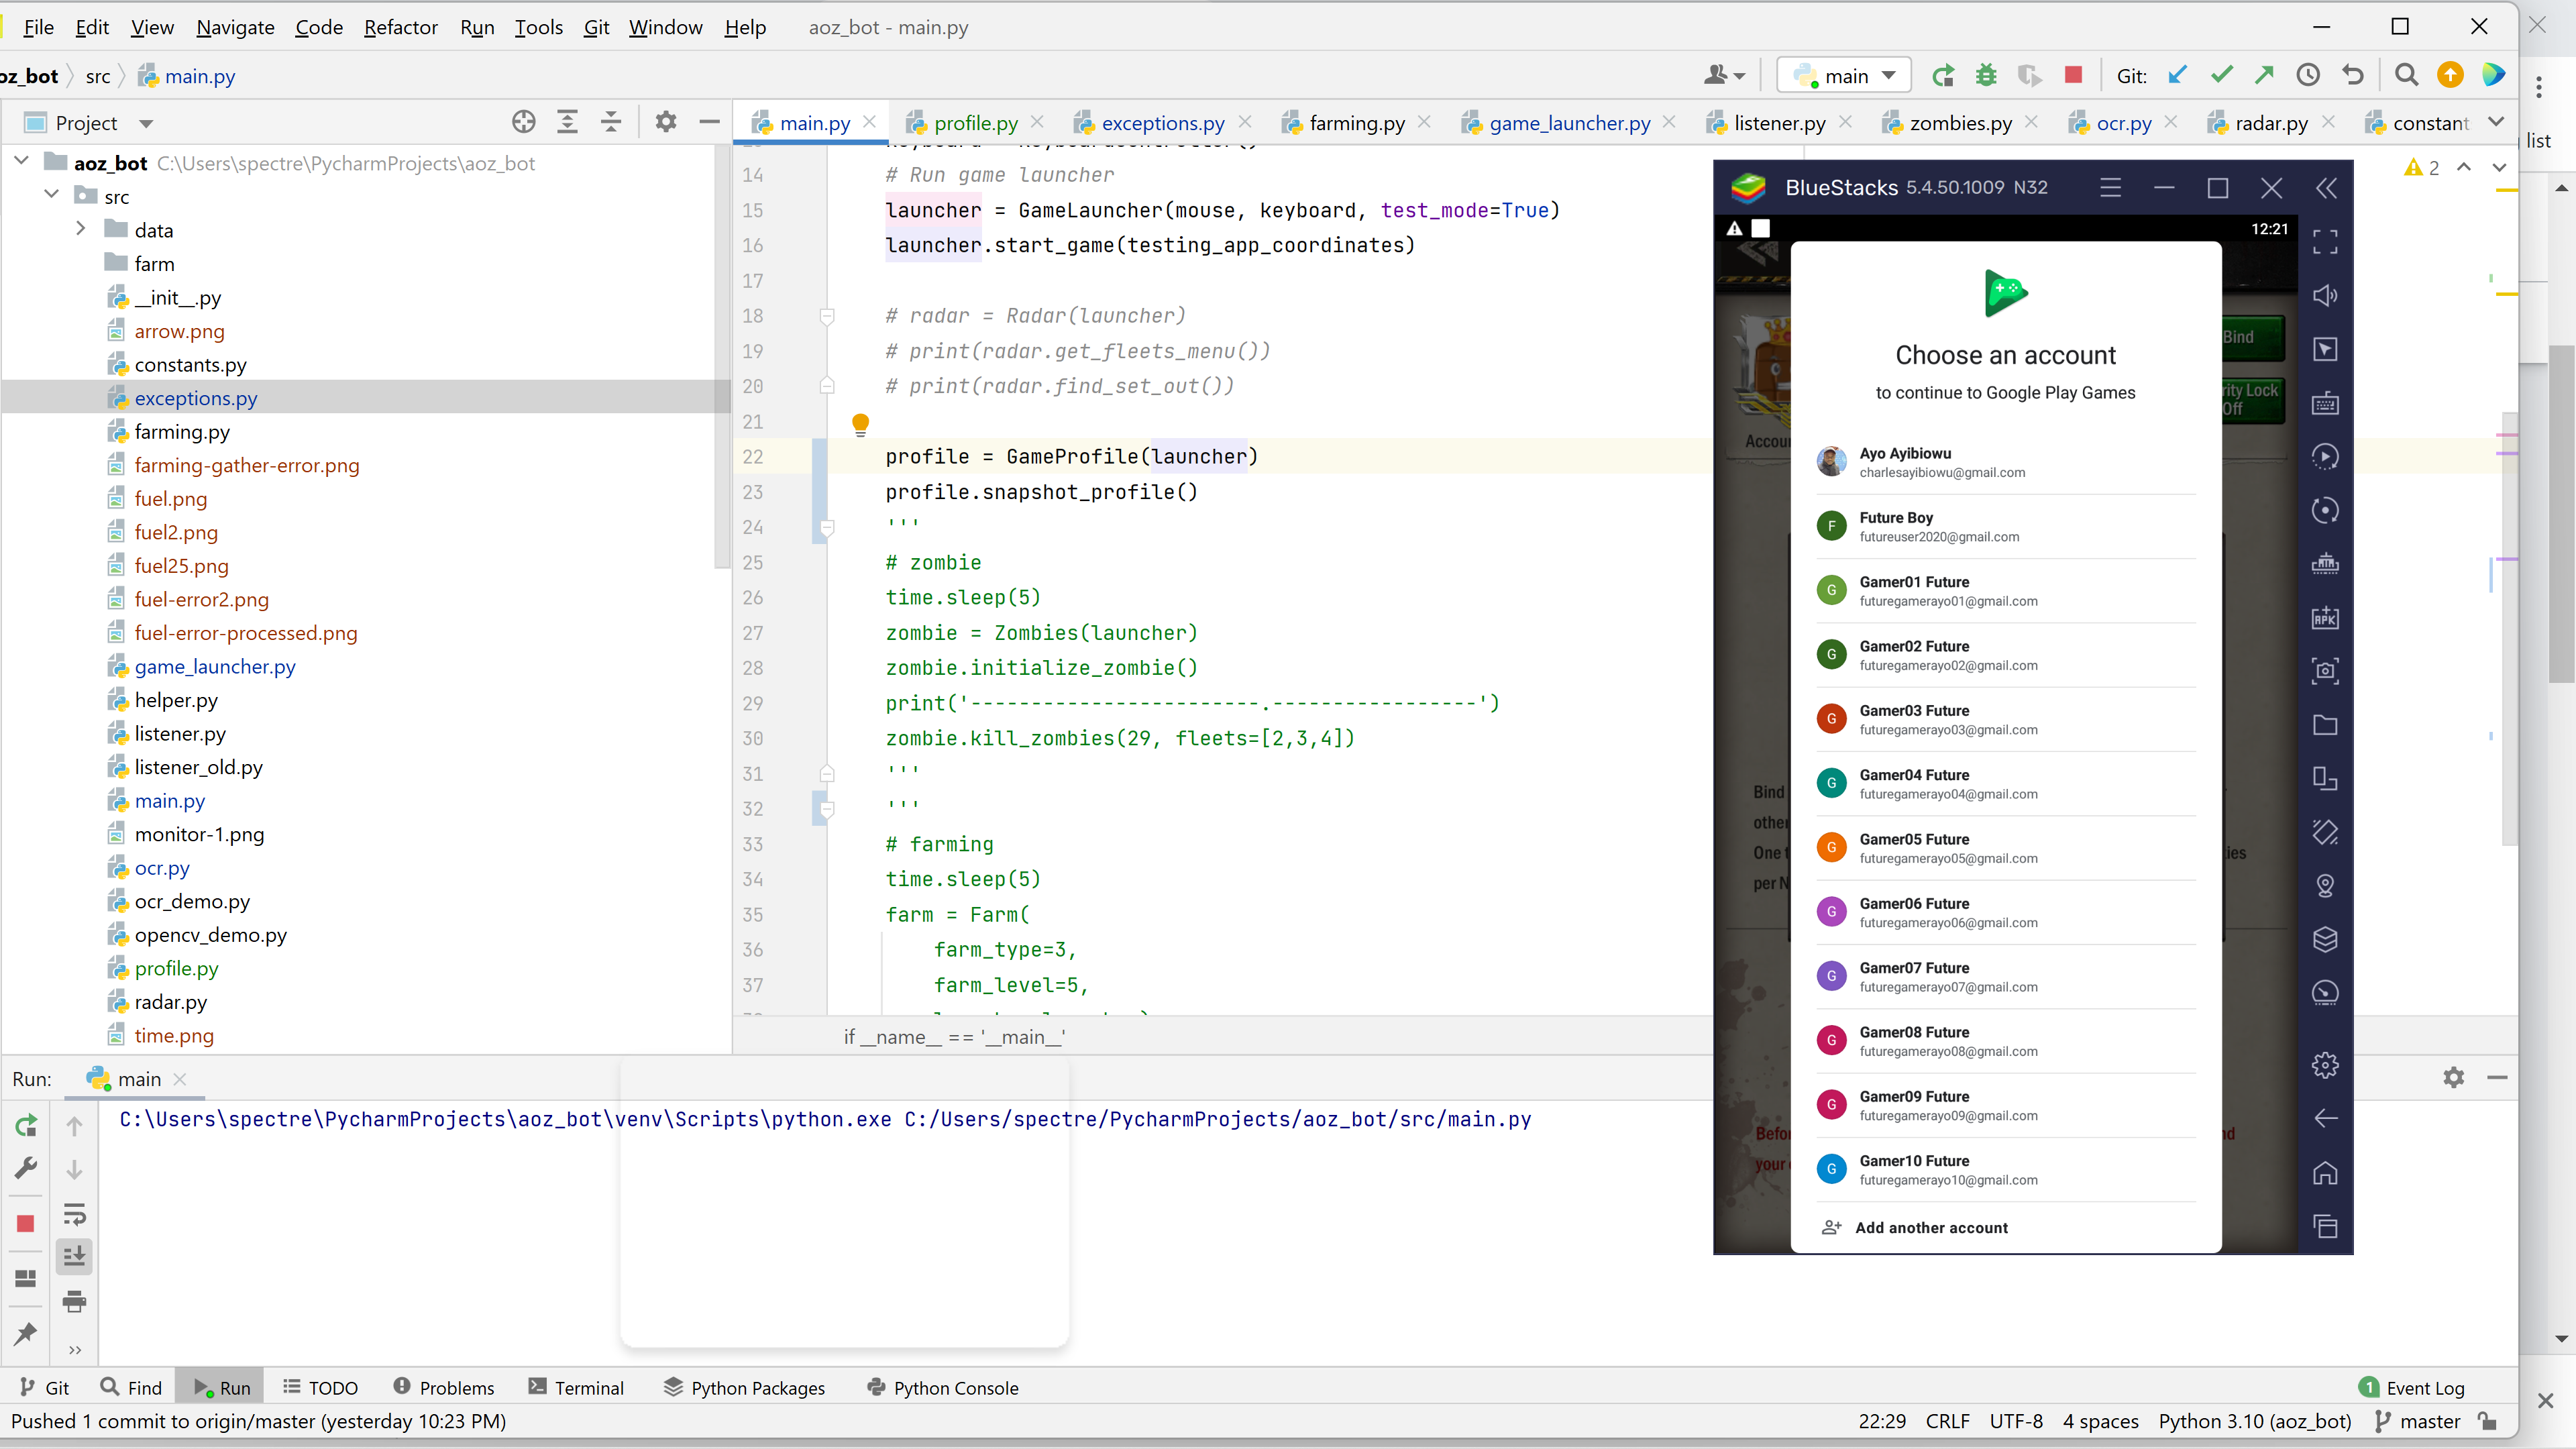 File Edit View Navigate Code Refactor Run Tools Git Window Help aoz_bot - main.py
oz_bot src main.py
main Git:
Project
main.py profile.py exceptions.py farming.py game_launcher.py listener.py zombies.py ocr.py radar.py constant
list
aoz_bot C:\Users\spectre\PycharmProjects\aoz_bot
src
data
farm
__init__.py
arrow.png
constants.py
exceptions.py
farming.py
farming-gather-error.png
fuel.png
fuel2.png
fuel25.png
fuel-error2.png
fuel-error-processed.png
game_launcher.py
helper.py
listener.py
listener_old.py
main.py
monitor-1.png
ocr.py
ocr_demo.py
opencv_demo.py
profile.py
radar.py
time.png
14 # Run game launcher
15 launcher = GameLauncher(mouse, keyboard, test_mode=True)
16 launcher.start_game(testing_app_coordinates)
17
18 # radar = Radar(launcher)
19 # print(radar.get_fleets_menu())
20 # print(radar.find_set_out())
21
22 profile = GameProfile(launcher)
23 profile.snapshot_profile()
24 '''
25 # zombie
26 time.sleep(5)
27 zombie = Zombies(launcher)
28 zombie.initialize_zombie()
29 print('------------------------.-----------------')
30 zombie.kill_zombies(29, fleets=[2,3,4])
31 '''
32 '''
33 # farming
34 time.sleep(5)
35 farm = Farm(
36 farm_type=3,
37 farm_level=5,
if __name__ == '__main__'
2
BlueStacks 5.4.50.1009 N32
12:21
Bind
rity Lock
Off
Accou
Bind
othe
One t
ies
per N
Befo
nd
your
Choose an account
to continue to Google Play Games
Ayo Ayibiowu
charlesayibiowu@gmail.com
F
Future Boy
futureuser2020@gmail.com
G
Gamer01 Future
futuregamerayo01@gmail.com
G
Gamer02 Future
futuregamerayo02@gmail.com
G
Gamer03 Future
futuregamerayo03@gmail.com
G
Gamer04 Future
futuregamerayo04@gmail.com
G
Gamer05 Future
futuregamerayo05@gmail.com
G
Gamer06 Future
futuregamerayo06@gmail.com
G
Gamer07 Future
futuregamerayo07@gmail.com
G
Gamer08 Future
futuregamerayo08@gmail.com
G
Gamer09 Future
futuregamerayo09@gmail.com
G
Gamer10 Future
futuregamerayo10@gmail.com
Add another account
APK
Run: main
C:\Users\spectre\PycharmProjects\aoz_bot\venv\Scripts\python.exe C:/Users/spectre/PycharmProjects/aoz_bot/src/main.py
Git Find Run TODO Problems Terminal Python Packages Python Console 1 Event Log
Pushed 1 commit to origin/master (yesterday 10:23 PM) 22:29 CRLF UTF-8 4 spaces Python 3.10 (aoz_bot) master